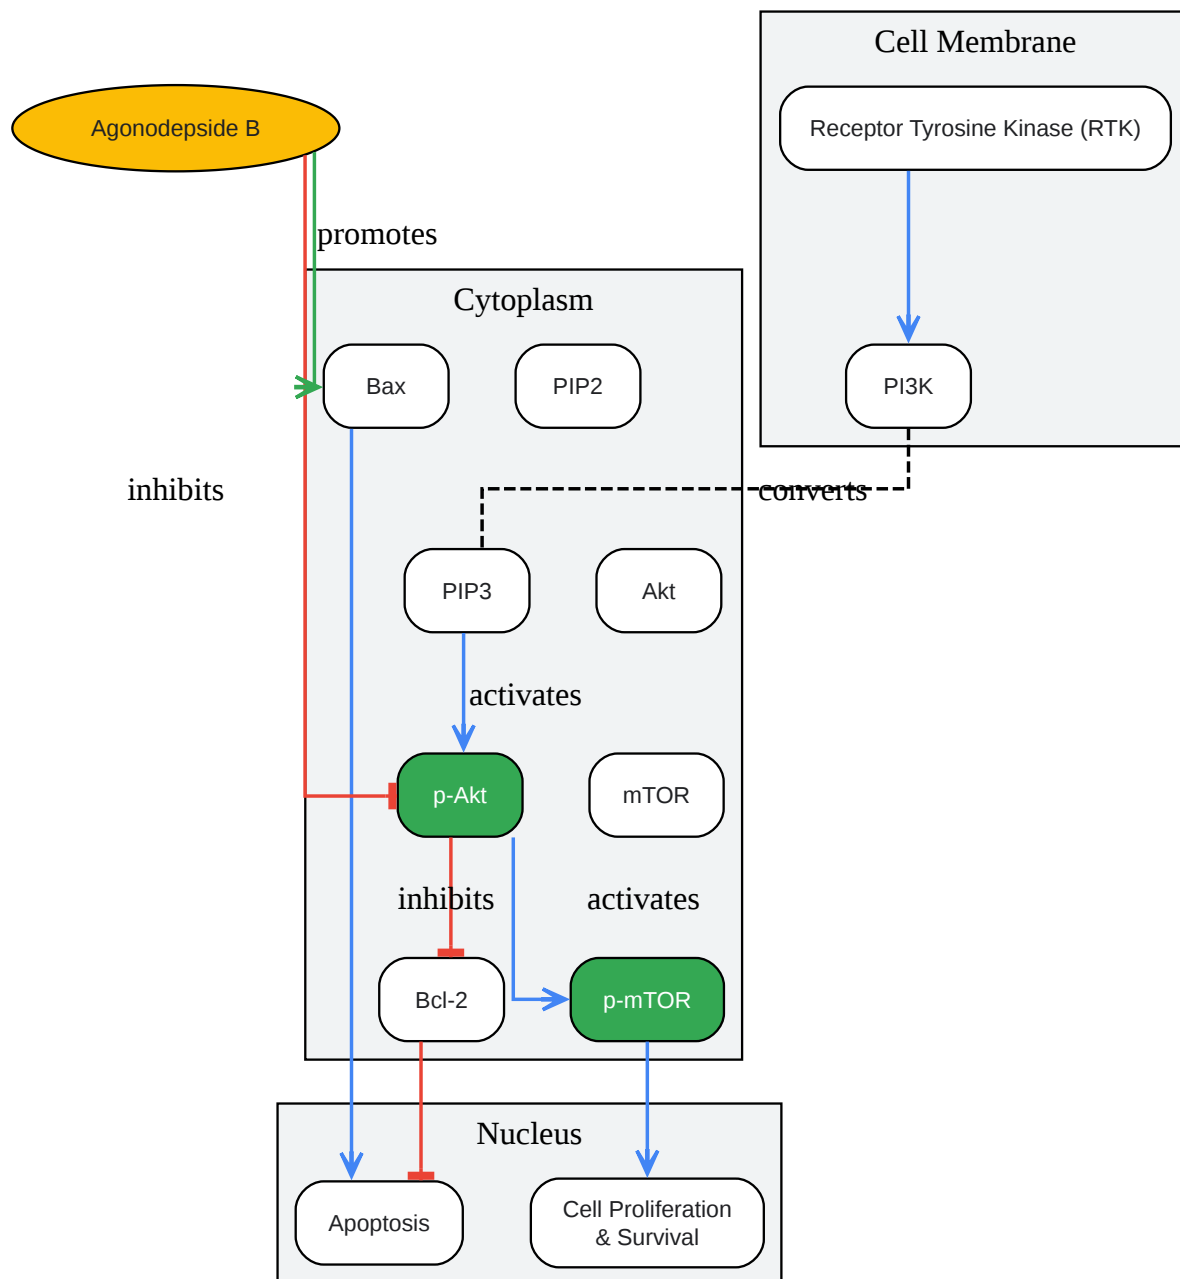 Cell Membrane
Agonodepside B
Receptor Tyrosine Kinase (RTK)
promotes
Cytoplasm
Bax
PIP2
PI3K
inhibits
converts
PIP3
Akt
activates
p-Akt
mTOR
inhibits
activates
Bcl-2
p-mTOR
Nucleus
Apoptosis
Cell Proliferation
& Survival